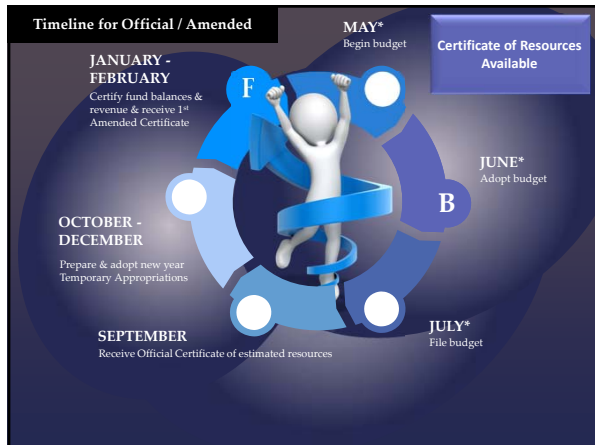 Timeline for Official / Amended
Certificate of Resources
Available
MAY*
Begin budget
JUNE*
Adopt budget
B
JULY*
File budget
SEPTEMBER
Receive Official Certificate of estimated resources
OCTOBER -
DECEMBER
Prepare & adopt new year
Temporary Appropriations
JANUARY -
FEBRUARY
Certify fund balances &
revenue & receive 1st
Amended Certificate
F